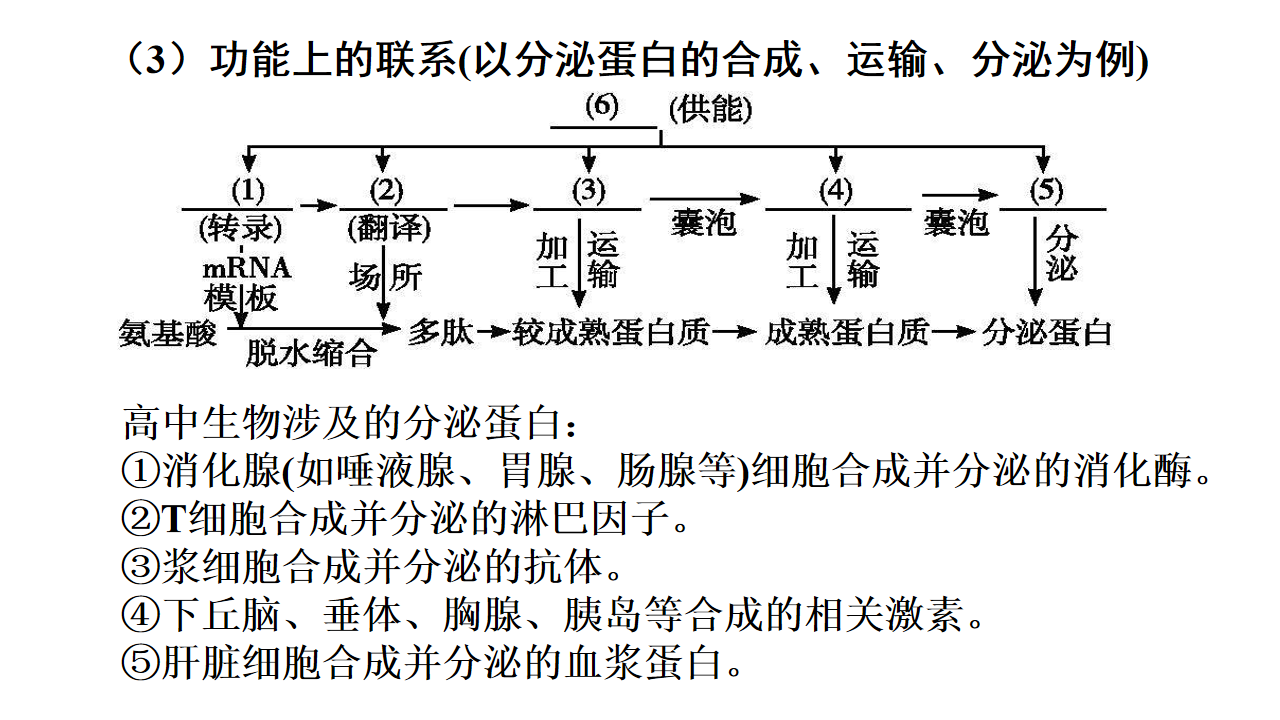 （3）功能上的联系(以分泌蛋白的合成、运输、分泌为例)
(6) (供能)
(1) (2) (3) 囊泡 (4) 囊泡 (5)
(转录) (翻译) 加工 运输 加工 运输 分泌
mRNA 场所
模板
氨基酸 脱水缩合 多肽 较成熟蛋白质 成熟蛋白质 分泌蛋白
高中生物涉及的分泌蛋白：
①消化腺(如唾液腺、胃腺、肠腺等)细胞合成并分泌的消化酶。
②T细胞合成并分泌的淋巴因子。
③浆细胞合成并分泌的抗体。
④下丘脑、垂体、胸腺、胰岛等合成的相关激素。
⑤肝脏细胞合成并分泌的血浆蛋白。